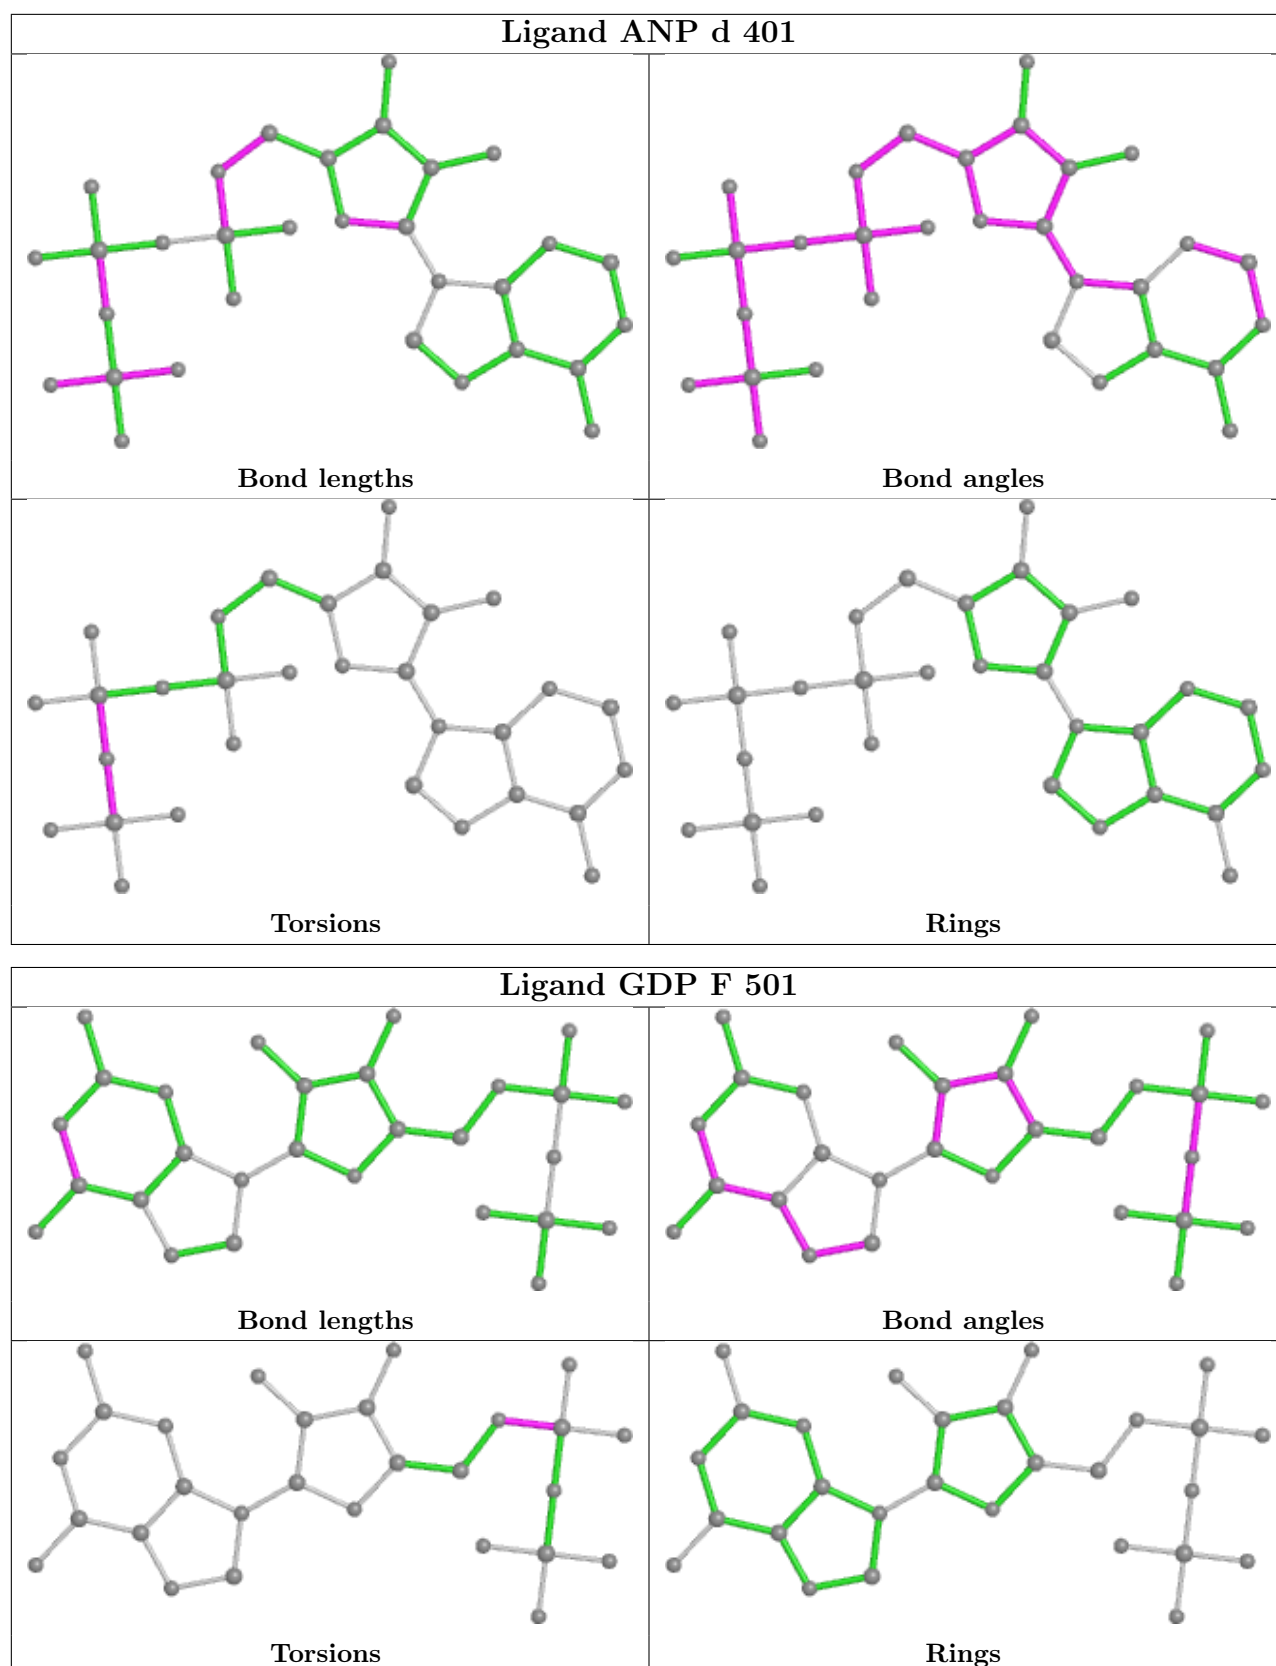 Ligand ANP d 401
Bond lengths
Bond angles
Torsions
Rings
Ligand GDP F 501
Bond lengths
Bond angles
Torsions
Rings